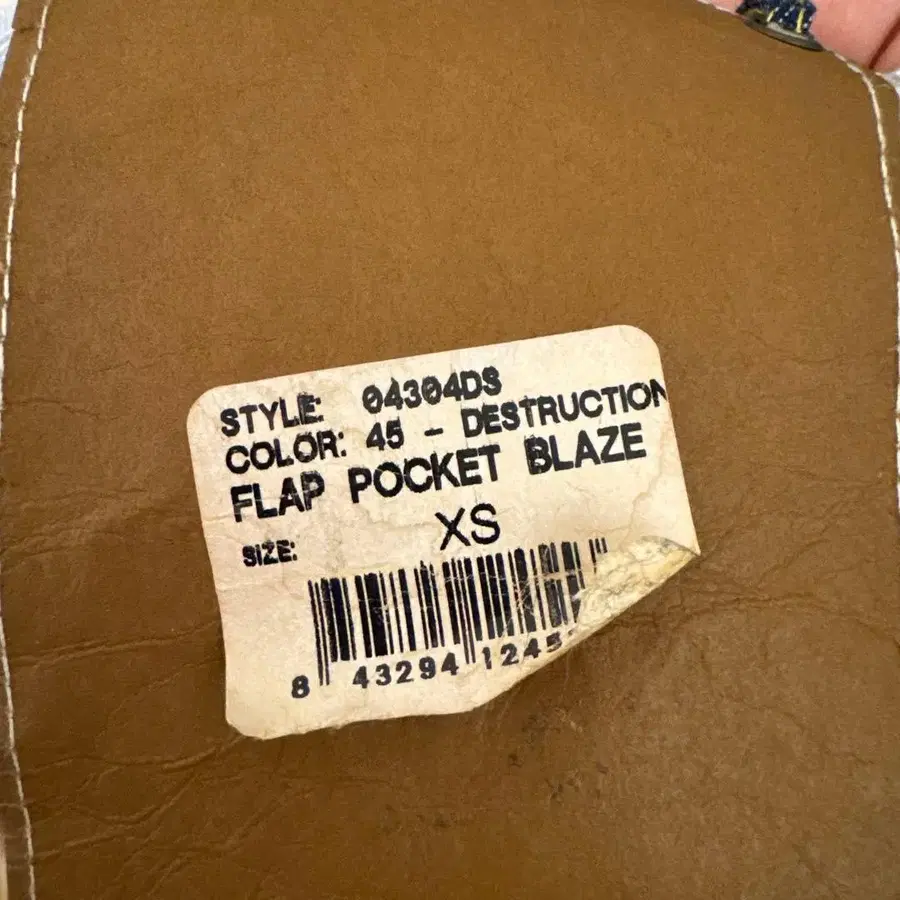 STYLE: 04304DS
COLOR: 45 - DESTRUCTION
FLAP POCKET BLAZE
SIZE: XS
8 43294 1245